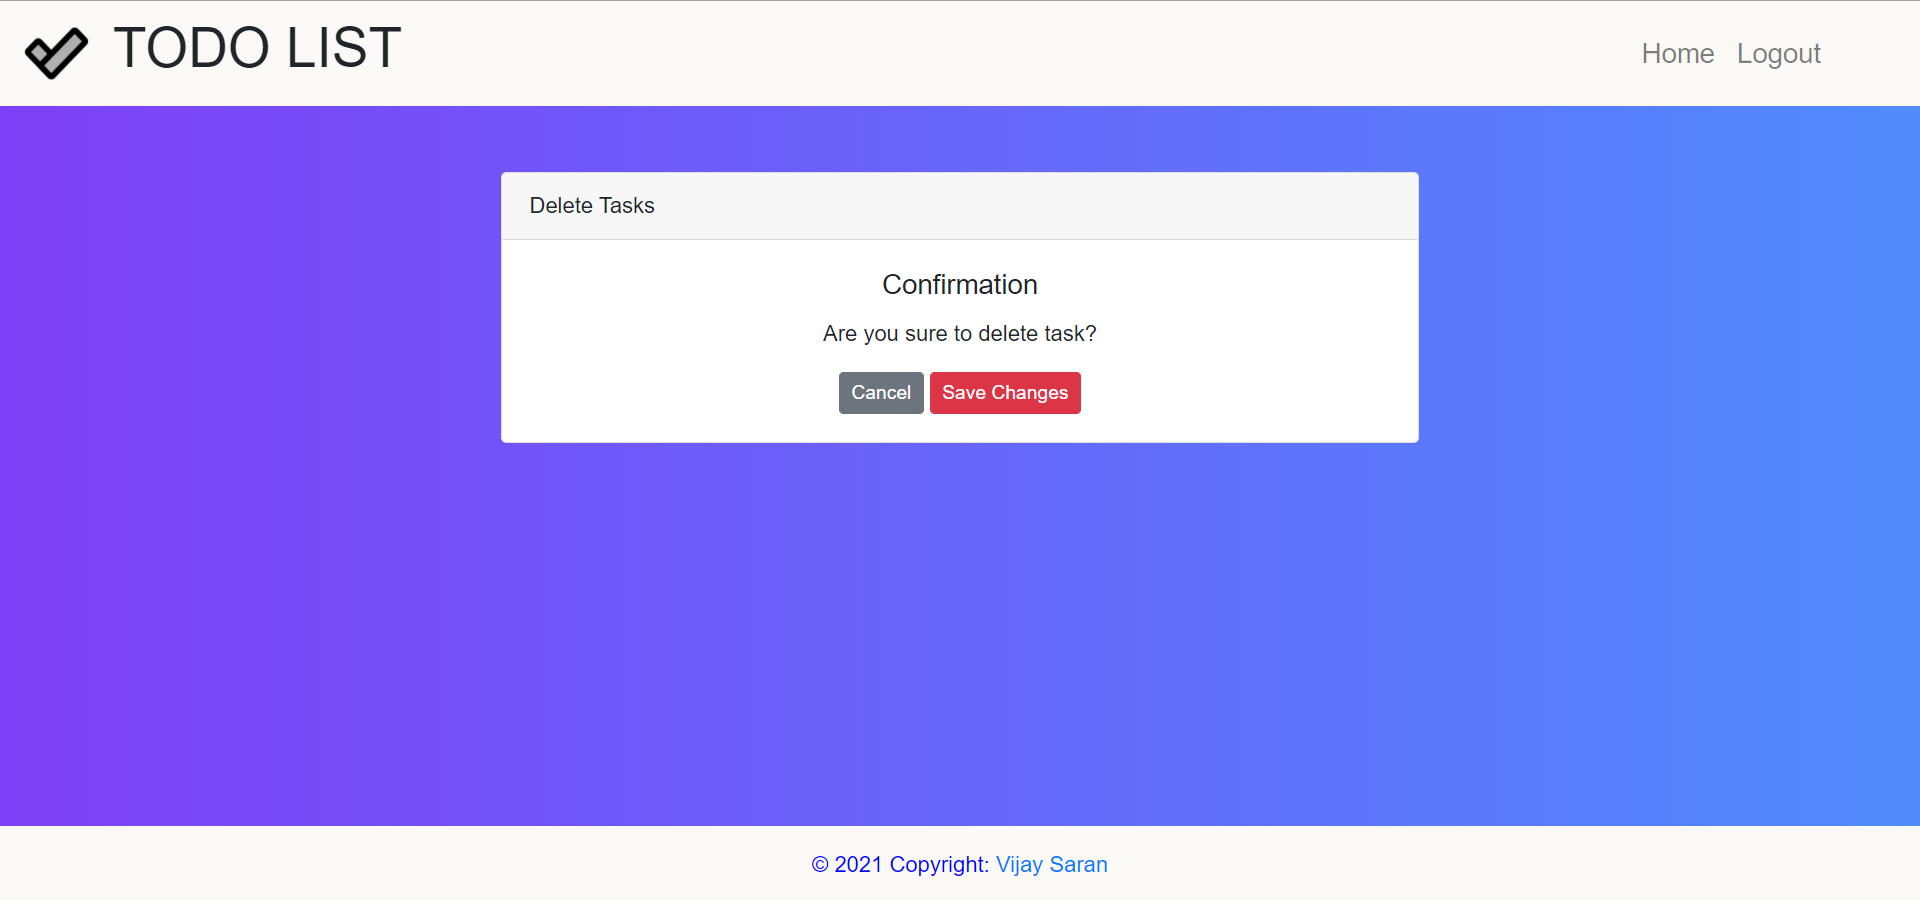 TODO LIST
Home Logout
Delete Tasks
Confirmation
Are you sure to delete task?
Cancel Save Changes
© 2021 Copyright: Vijay Saran